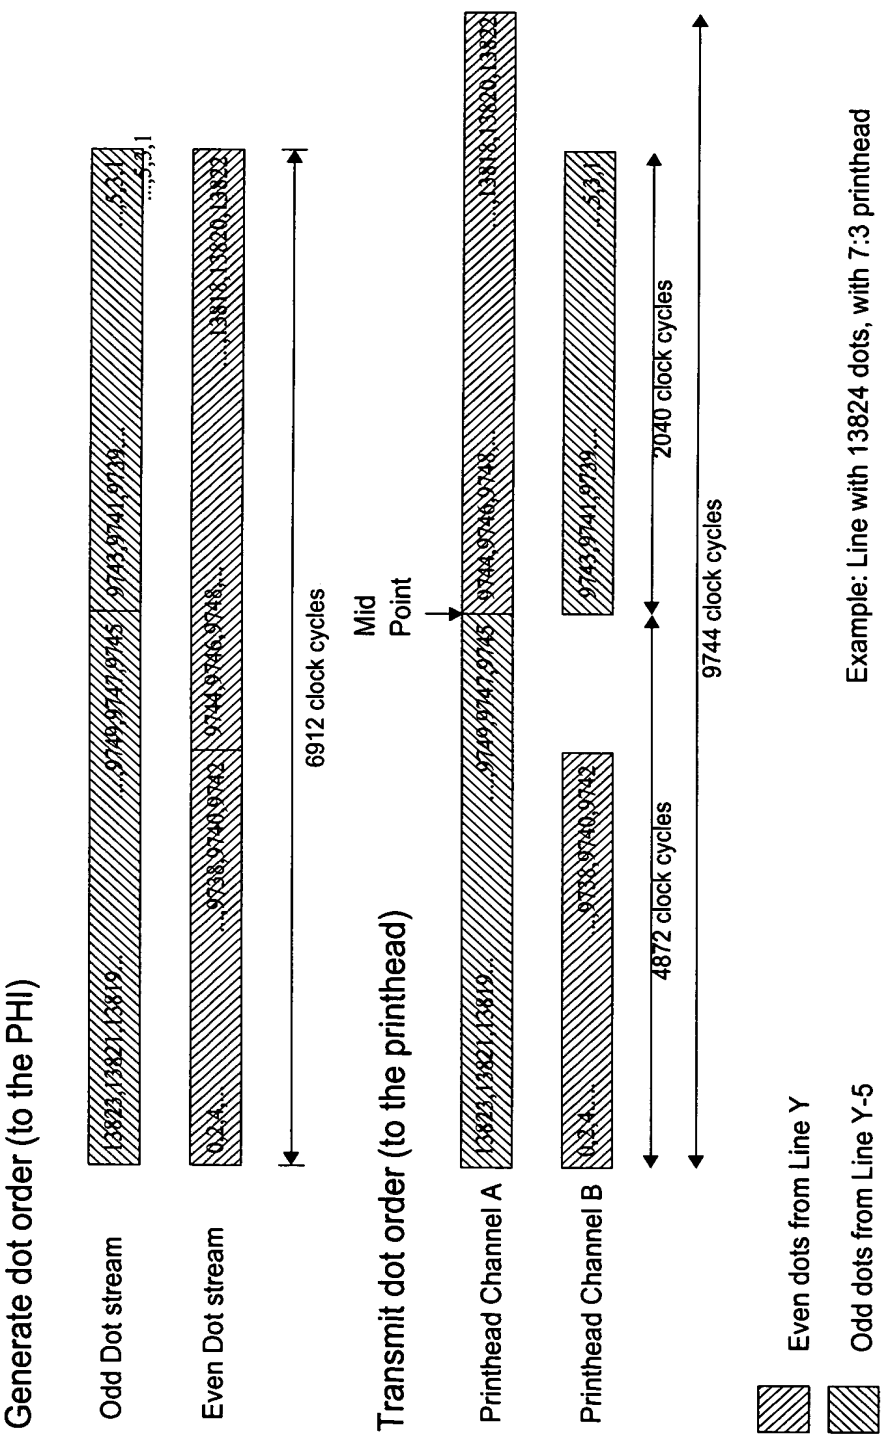 Generate dot order (to the PHI)
Odd Dot stream
13823,13821,13819...
...,9749,9747,9745
9743,9741,9739,...
...,5,3,1
...,5,3,1
Even Dot stream
0,2,4,...
...,9738,9740,9742
9744,9746,9748,...
...,13818,13820,13822
6912 clock cycles
Transmit dot order (to the printhead)
Mid
Point
Printhead Channel A
13823,13821,13819...
...,9749,9747,9745
9744,9746,9748,...
...,13818,13820,13822
Printhead Channel B
0,2,4,...
...,9738,9740,9742
9743,9741,9739,...
...,5,3,1
4872 clock cycles
2040 clock cycles
9744 clock cycles
Even dots from Line Y
Odd dots from Line Y-5
Example: Line with 13824 dots, with 7:3 printhead